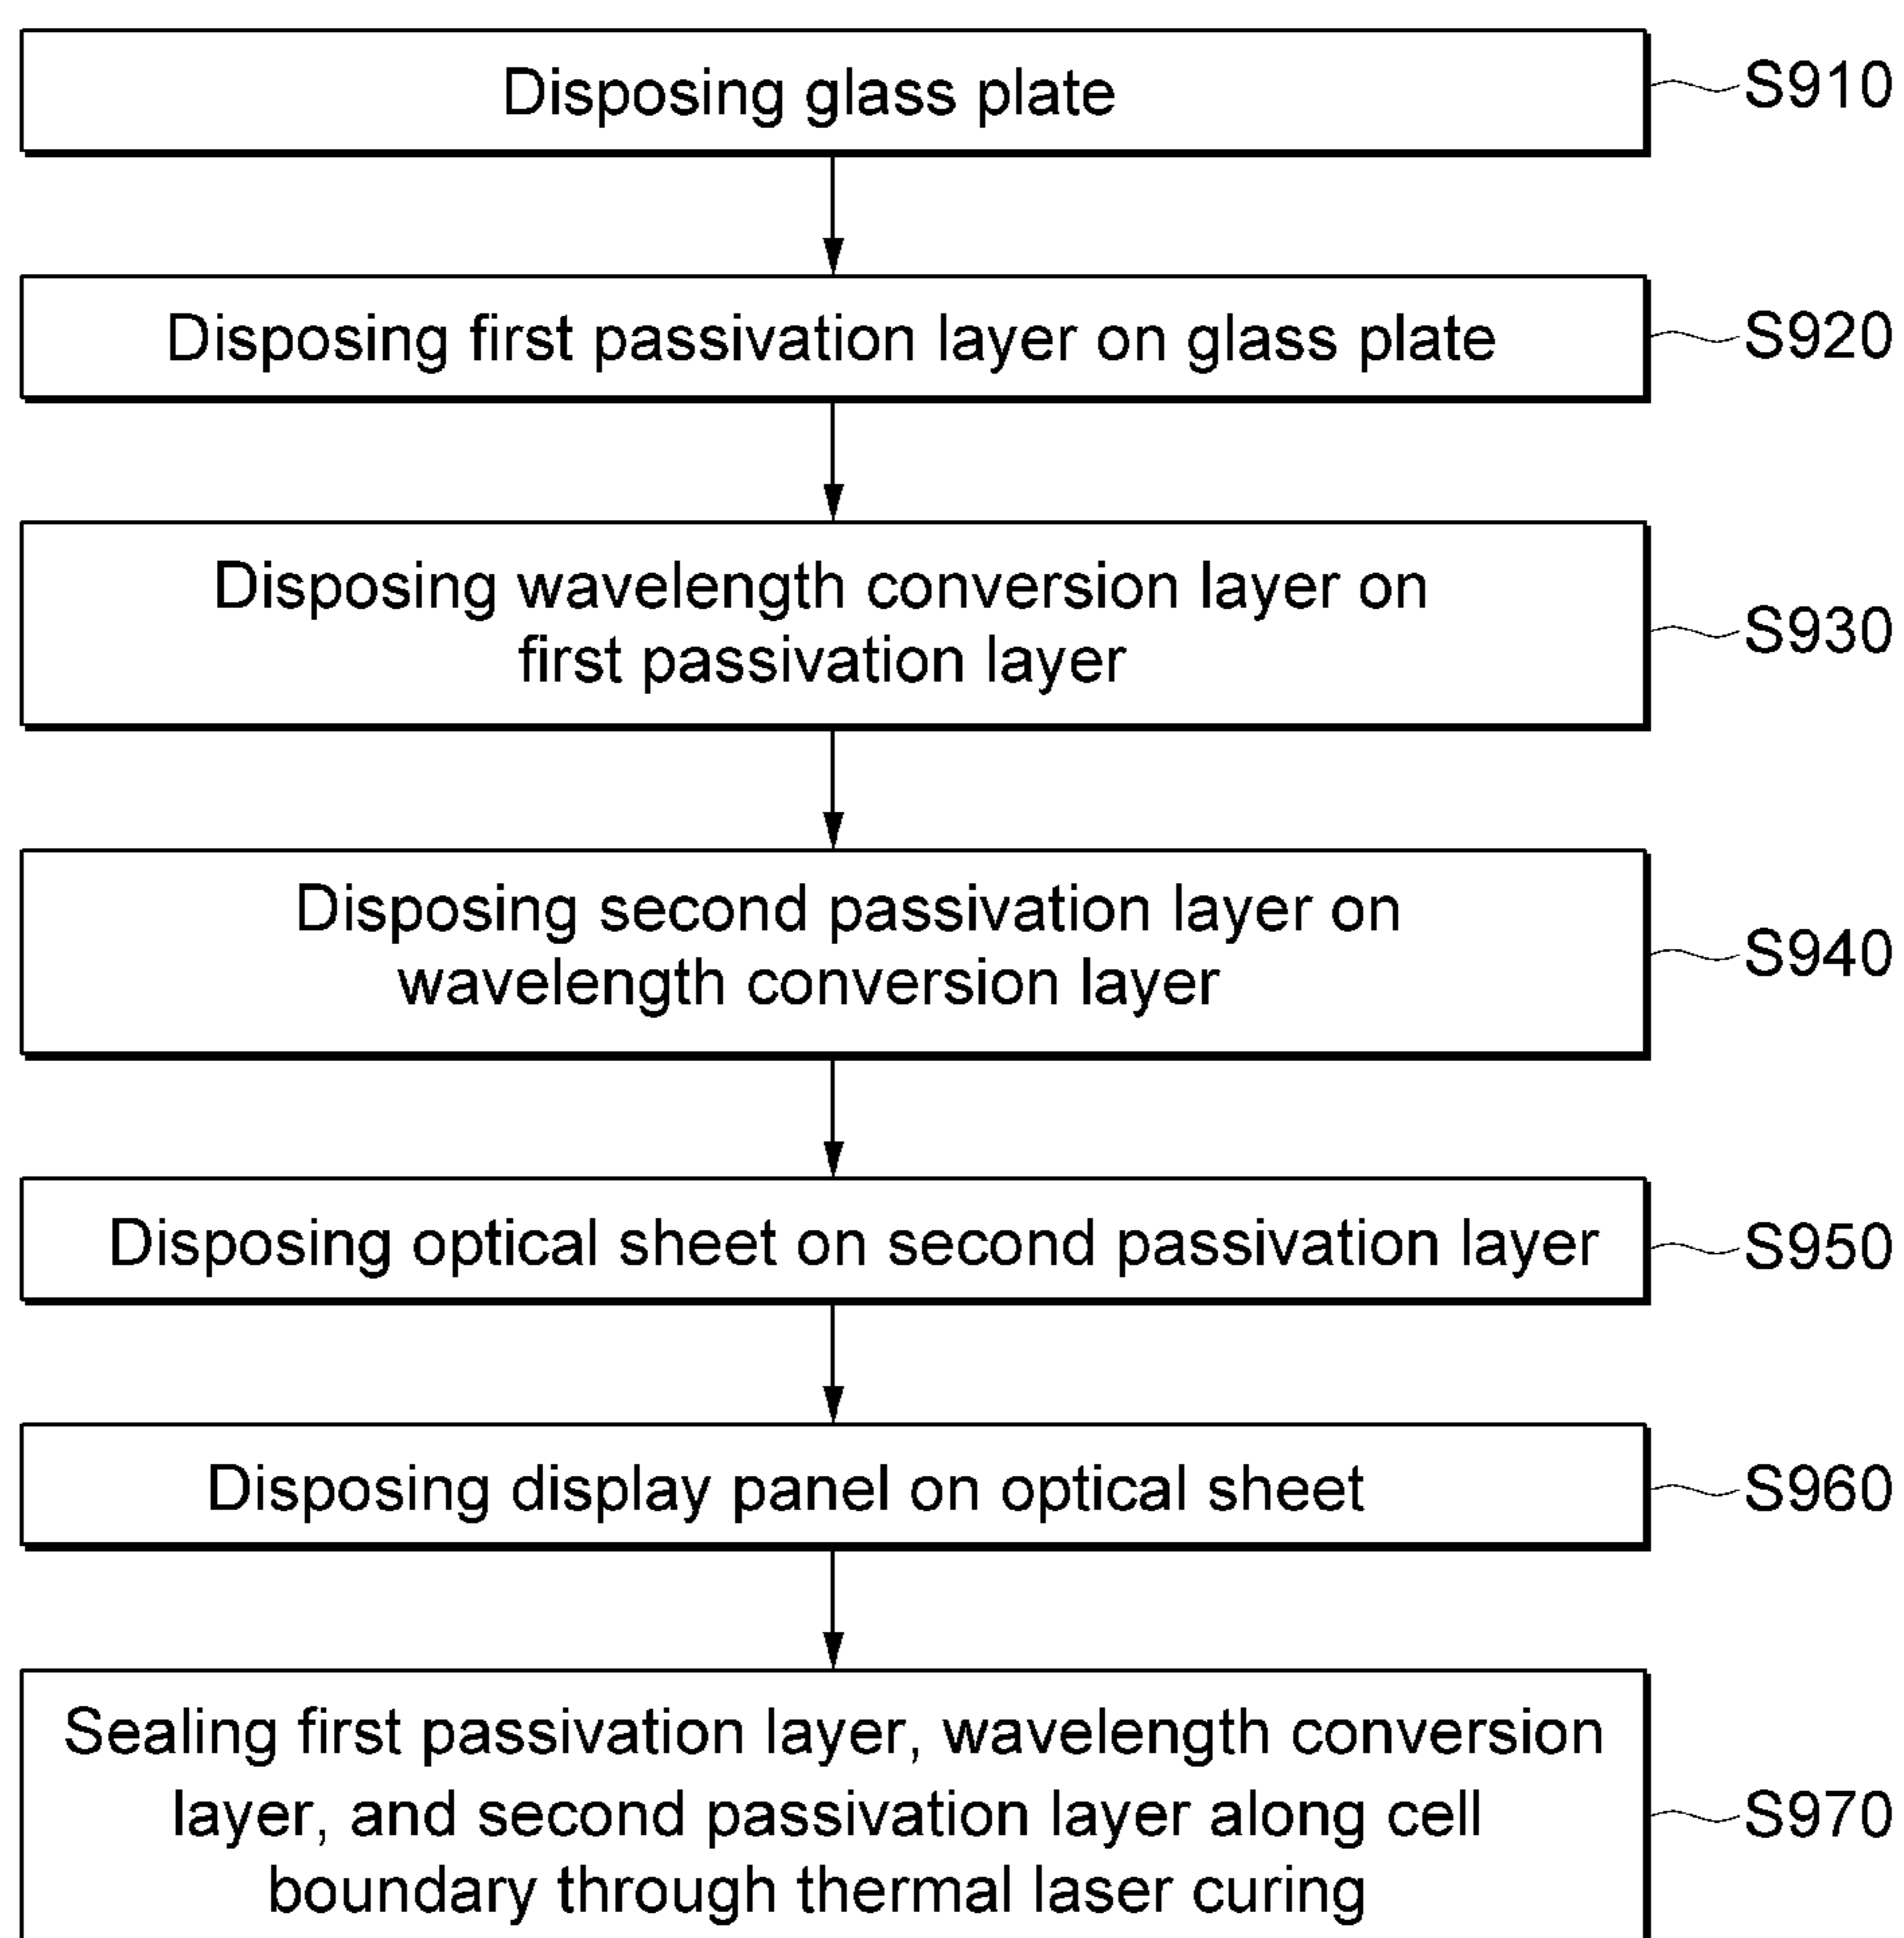 Disposing glass plate
S910
Disposing first passivation layer on glass plate
S920
Disposing wavelength conversion layer on
first passivation layer
S930
Disposing second passivation layer on
wavelength conversion layer
S940
Disposing optical sheet on second passivation layer
S950
Disposing display panel on optical sheet
S960
Sealing first passivation layer, wavelength conversion
layer, and second passivation layer along cell
boundary through thermal laser curing
S970